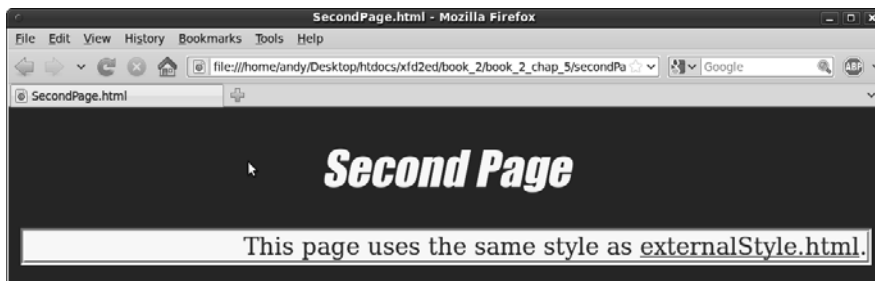 SecondPage.html - Mozilla Firefox
File Edit View History Bookmarks Tools Help
file:///home/andy/Desktop/htdocs/xfd2ed/book_2/book_2_chap_5/secondPa Google ABP
SecondPage.html
Second Page
This page uses the same style as externalStyle.html.